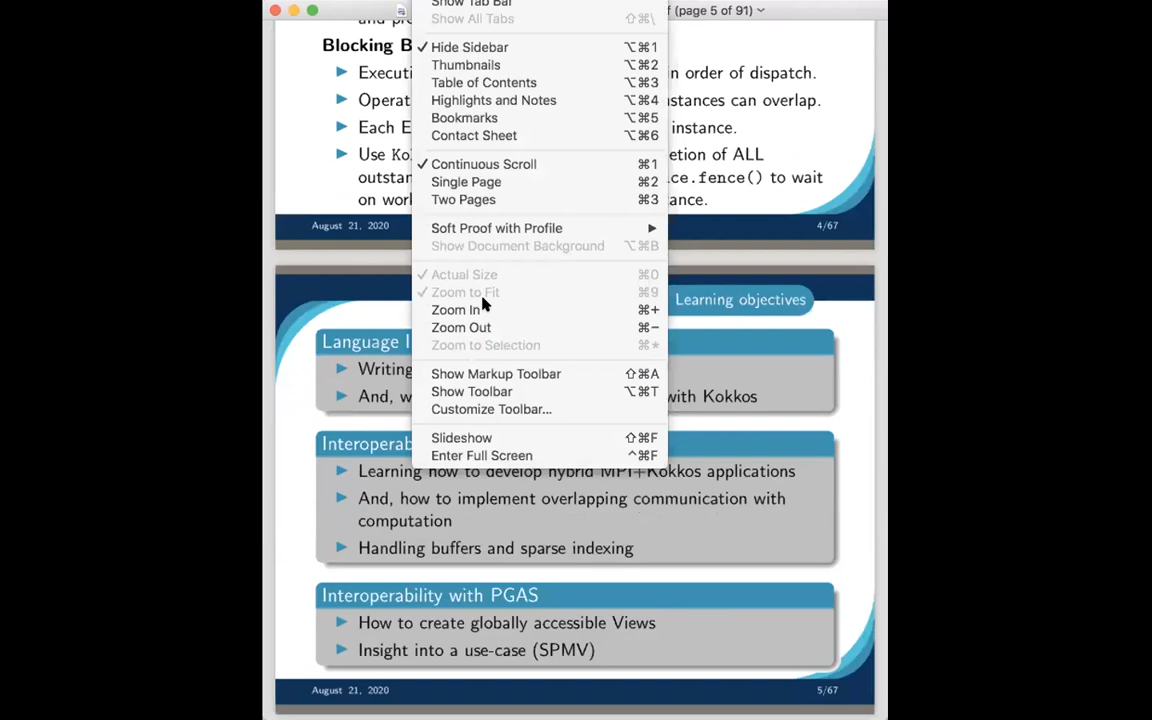 f (page 5 of 91)
Show Tab Bar
Show All Tabs ⇧⌘\
Hide Sidebar ⌥⌘1
Thumbnails ⌥⌘2
Table of Contents ⌥⌘3
Highlights and Notes ⌥⌘4
Bookmarks ⌥⌘5
Contact Sheet ⌥⌘6
Continuous Scroll ⌘1
Single Page ⌘2
Two Pages ⌘3
Soft Proof with Profile
Show Document Background ⌥⌘B
Actual Size ⌘0
Zoom to Fit ⌘9
Zoom In ⌘+
Zoom Out ⌘−
Zoom to Selection ⌘*
Show Markup Toolbar ⇧⌘A
Show Toolbar ⌥⌘T
Customize Toolbar...
Slideshow ⇧⌘F
Enter Full Screen ^⌘F
and pr
Blocking B
Executi n order of dispatch.
Operat stances can overlap.
Each E instance.
Use Ko etion of ALL
outstan ce.fence() to wait
on work ance.
August 21, 2020 4/67
Learning objectives
Language I
Writing
And, w with Kokkos
Interoperab
Learning how to develop hybrid MPI+Kokkos applications
And, how to implement overlapping communication with
computation
Handling buffers and sparse indexing
Interoperability with PGAS
How to create globally accessible Views
Insight into a use-case (SPMV)
August 21, 2020 5/67